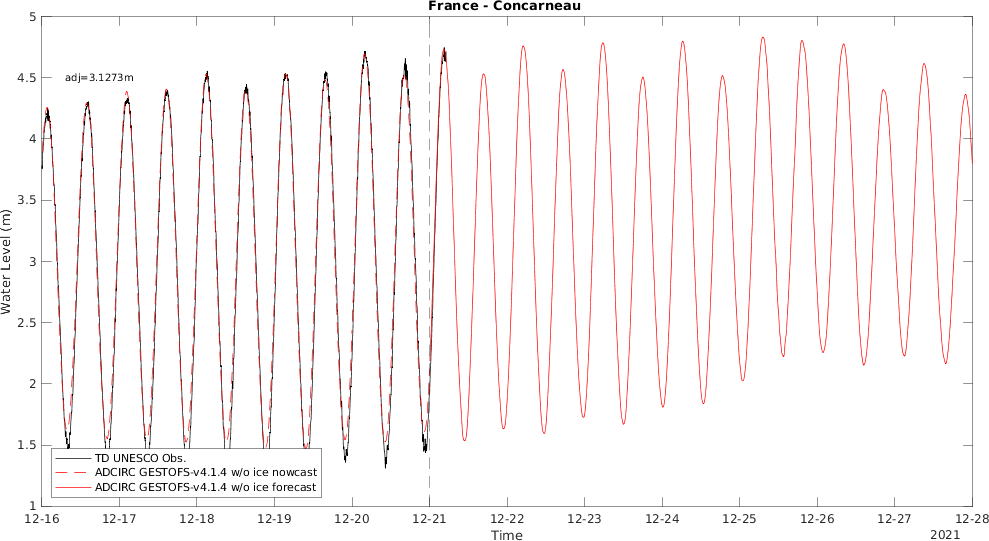 France - Concarneau
5
4.5
4
3.5
3
2.5
2
1.5
1
Water Level (m)
adj=3.1273m
TD UNESCO Obs.
ADCIRC GESTOFS-v4.1.4 w/o ice nowcast
ADCIRC GESTOFS-v4.1.4 w/o ice forecast
12-16 12-17 12-18 12-19 12-20 12-21 12-22 12-23 12-24 12-25 12-26 12-27 12-28
Time
2021